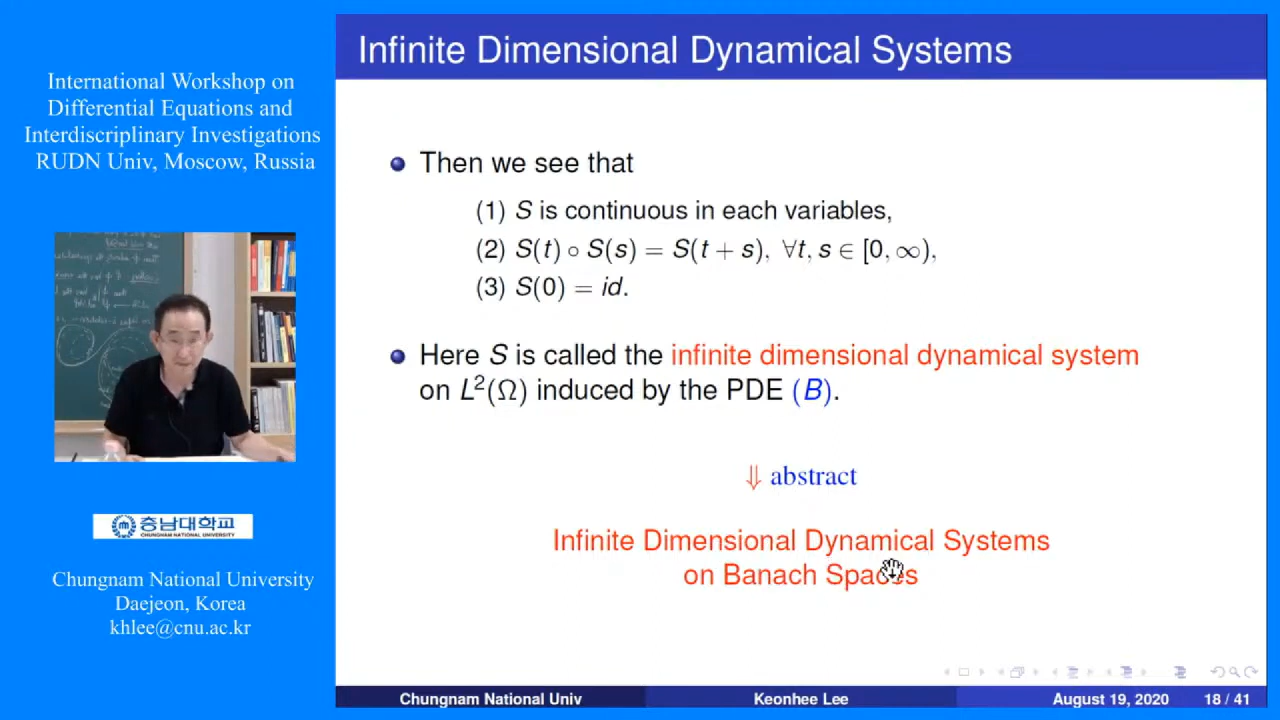 International Workshop on
Differential Equations and
Interdisciplinary Investigations
RUDN Univ, Moscow, Russia
충남대학교
CHUNGNAM NATIONAL UNIVERSITY
Chungnam National University
Daejeon, Korea
khlee@cnu.ac.kr
Infinite Dimensional Dynamical Systems
Then we see that
(1) S is continuous in each variables,
(2) S(t) ∘ S(s) = S(t + s), ∀t, s ∈ [0, ∞),
(3) S(0) = id.
Here S is called the infinite dimensional dynamical system
on L²(Ω) induced by the PDE (B).
⇓ abstract
Infinite Dimensional Dynamical Systems
on Banach Spaces
Chungnam National Univ
Keonhee Lee
August 19, 2020
18 / 41